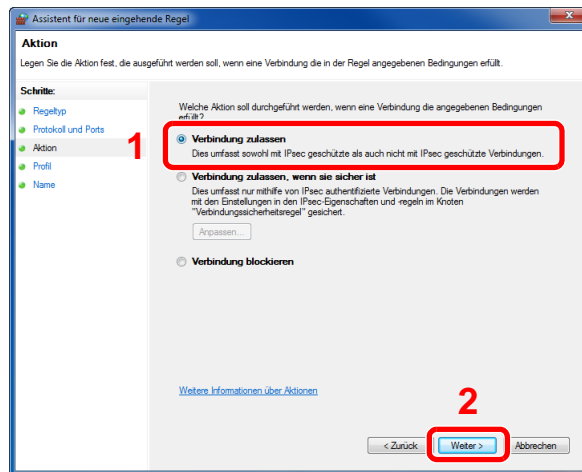 Assistent für neue eingehende Regel
Aktion
Legen Sie die Aktion fest, die ausgeführt werden soll, wenn eine Verbindung die in der Regel angegebenen Bedingungen erfüllt.
Schritte:
Regeltyp
Protokoll und Ports
Aktion
Profil
Name
1
Welche Aktion soll durchgeführt werden, wenn eine Verbindung die angegebenen Bedingungen
erfüllt?
Verbindung zulassen
Dies umfasst sowohl mit IPsec geschützte als auch nicht mit IPsec geschützte Verbindungen.
Verbindung zulassen, wenn sie sicher ist
Dies umfasst nur mithilfe von IPsec authentifizierte Verbindungen. Die Verbindungen werden
mit den Einstellungen in den IPsec-Eigenschaften und -regeln im Knoten
"Verbindungssicherheitsregel" gesichert.
Anpassen...
Verbindung blockieren
Weitere Informationen über Aktionen
2
< Zurück
Weiter >
Abbrechen